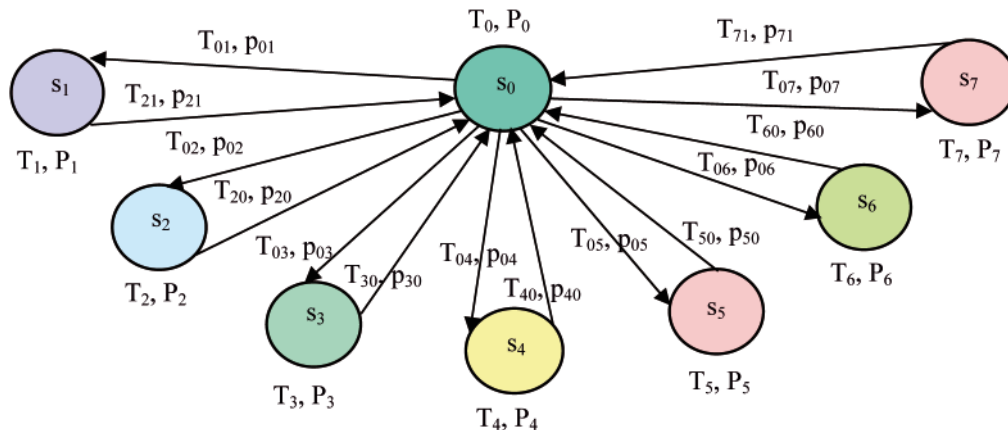 T0, P0
T01, p01
T71, p71
s1
s0
s7
T21, p21
T07, p07
T02, p02
T60, p60
T1, P1
T7, P7
T20, p20
T06, p06
s2
s6
T03, p03
T04, p04
T05, p05
T50, p50
T2, P2
T30, p30
T40, p40
T6, P6
s3
s4
s5
T3, P3
T4, P4
T5, P5